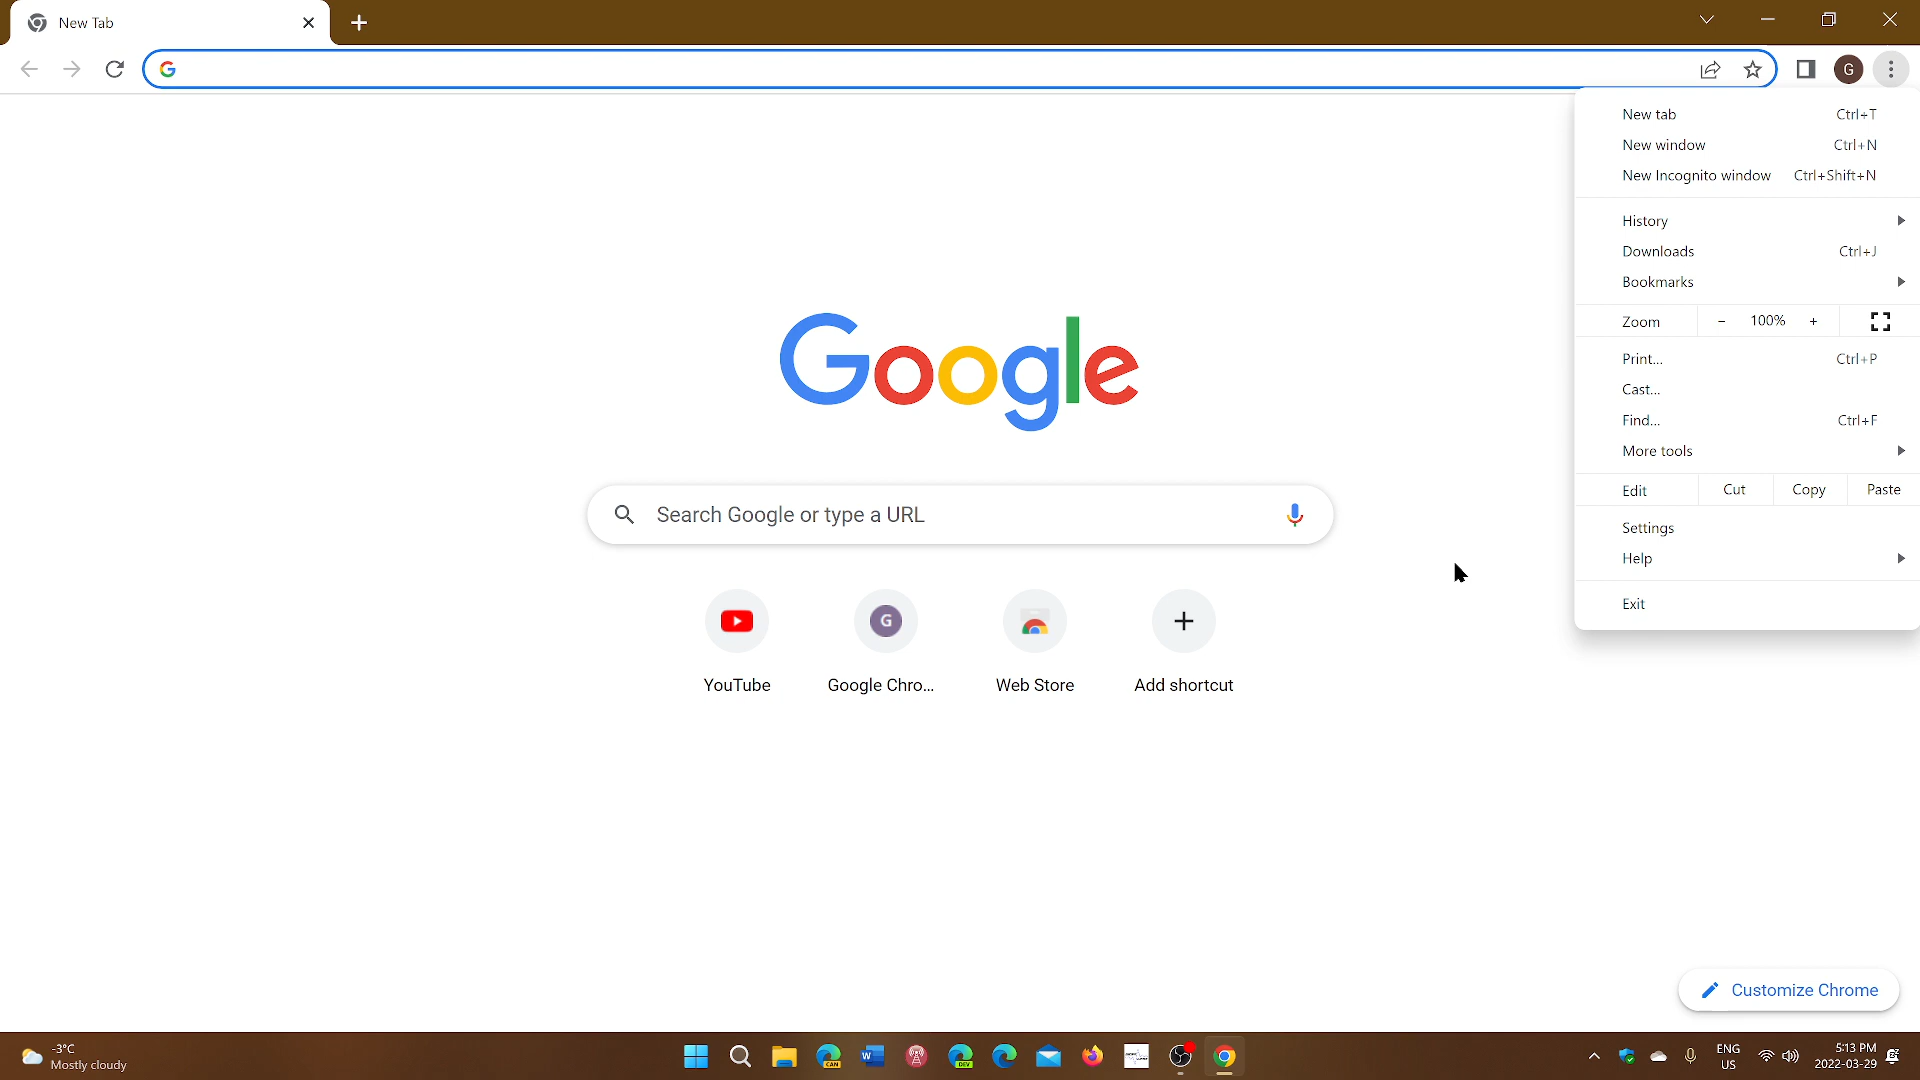 New Tab
G
New tab Ctrl+T
New window Ctrl+N
New Incognito window Ctrl+Shift+N
History
Downloads Ctrl+J
Bookmarks
Zoom - 100% +
Print... Ctrl+P
Cast...
Find... Ctrl+F
More tools
Edit Cut Copy Paste
Settings
Help
Exit
Google
Search Google or type a URL
G
YouTube Google Chro... Web Store Add shortcut
Customize Chrome
-3°C
Mostly cloudy
CAN
W
DEV
ENG
US
5:13 PM
2022-03-29